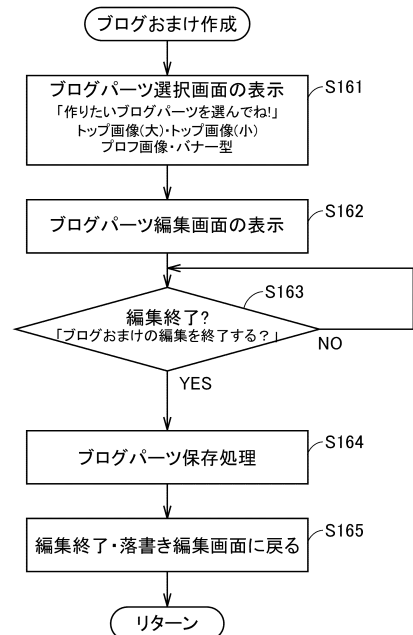 ブログおまけ作成
ブログパーツ選択画面の表示
「作りたいブログパーツを選んでね!」
トップ画像(大)・トップ画像(小)
プロフ画像・バナー型
S161
ブログパーツ編集画面の表示
S162
S163
編集終了?
「ブログおまけの編集を終了する?」
NO
YES
ブログパーツ保存処理
S164
編集終了・落書き編集画面に戻る
S165
リターン